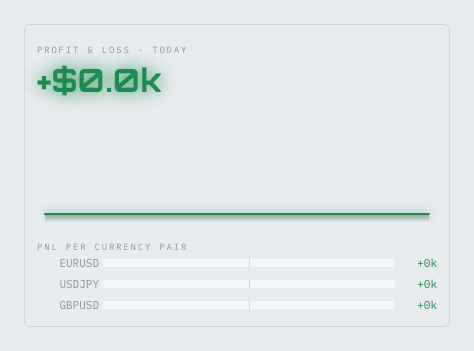 PROFIT & LOSS · TODAY
+$0.0k
PNL PER CURRENCY PAIR
EURUSD +0k
USDJPY +0k
GBPUSD +0k